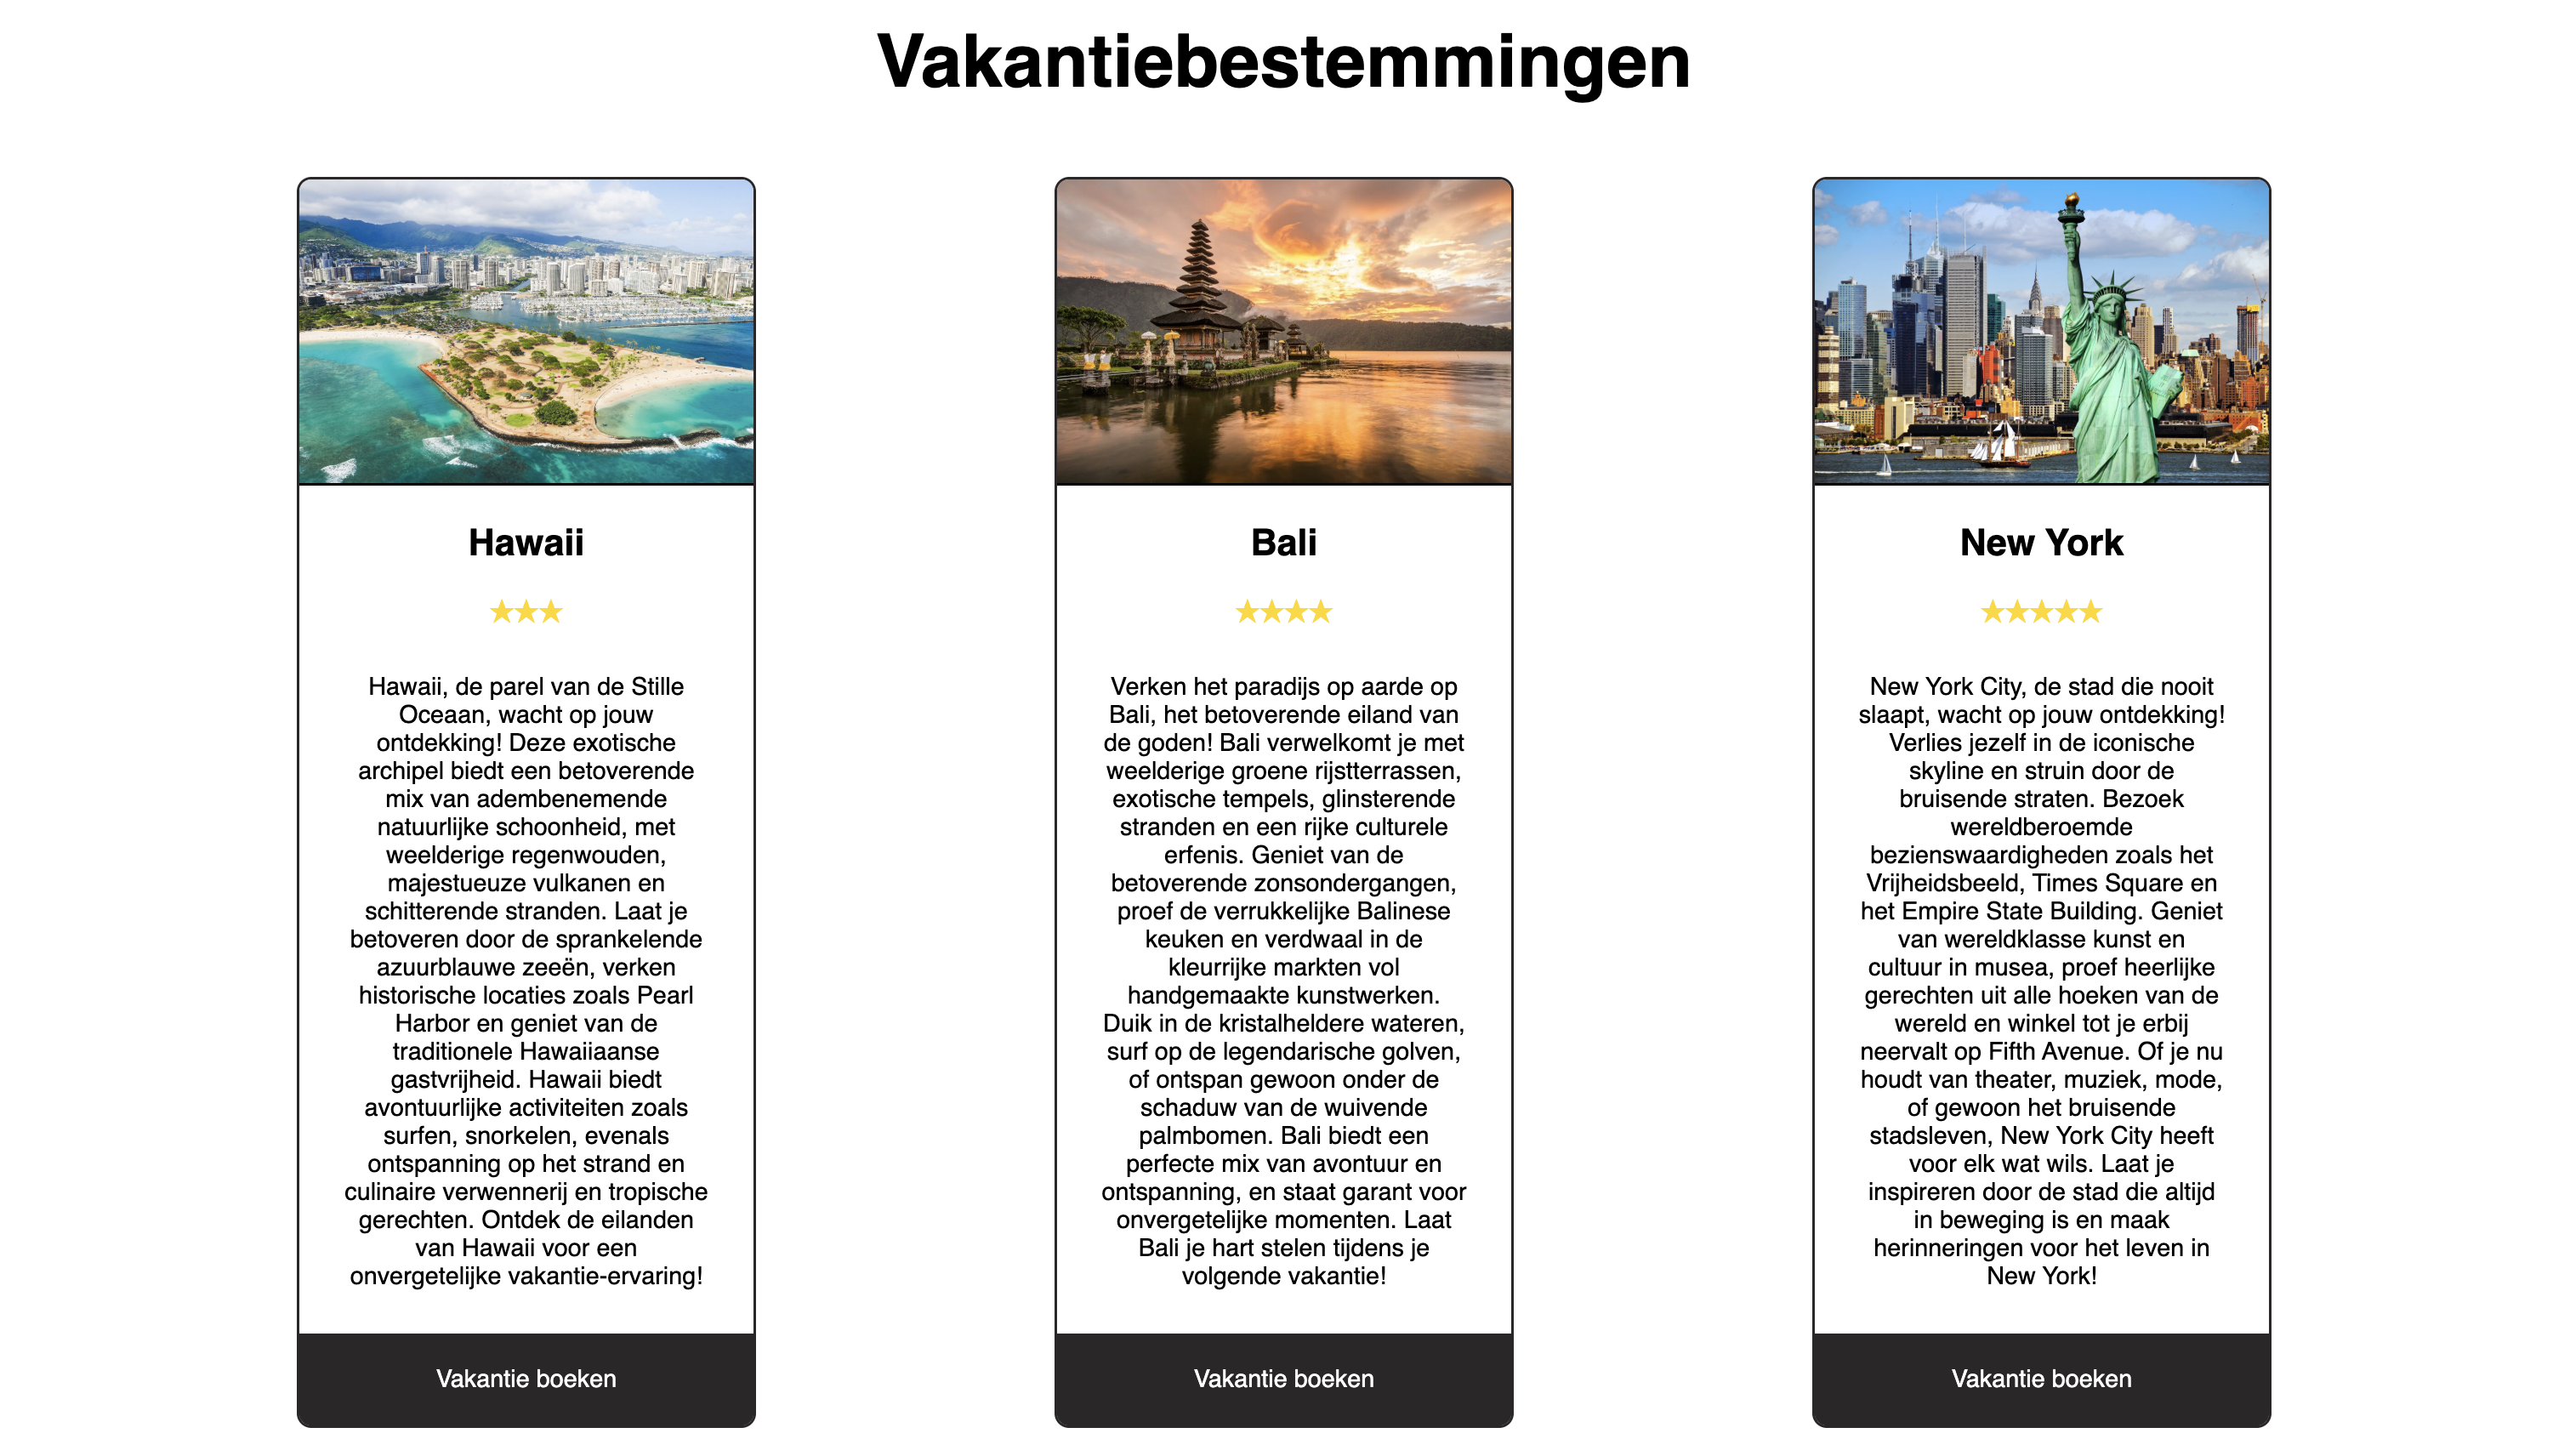 Vakantiebestemmingen
Hawaii
★★★
Hawaii, de parel van de Stille
Oceaan, wacht op jouw
ontdekking! Deze exotische
archipel biedt een betoverende
mix van adembenemende
natuurlijke schoonheid, met
weelderige regenwouden,
majestueuze vulkanen en
schitterende stranden. Laat je
betoveren door de sprankelende
azuurblauwe zeeën, verken
historische locaties zoals Pearl
Harbor en geniet van de
traditionele Hawaiiaanse
gastvrijheid. Hawaii biedt
avontuurlijke activiteiten zoals
surfen, snorkelen, evenals
ontspanning op het strand en
culinaire verwennerij en tropische
gerechten. Ontdek de eilanden
van Hawaii voor een
onvergetelijke vakantie-ervaring!
Vakantie boeken
Bali
★★★★
Verken het paradijs op aarde op
Bali, het betoverende eiland van
de goden! Bali verwelkomt je met
weelderige groene rijstterrassen,
exotische tempels, glinsterende
stranden en een rijke culturele
erfenis. Geniet van de
betoverende zonsondergangen,
proef de verrukkelijke Balinese
keuken en verdwaal in de
kleurrijke markten vol
handgemaakte kunstwerken.
Duik in de kristalheldere wateren,
surf op de legendarische golven,
of ontspan gewoon onder de
schaduw van de wuivende
palmbomen. Bali biedt een
perfecte mix van avontuur en
ontspanning, en staat garant voor
onvergetelijke momenten. Laat
Bali je hart stelen tijdens je
volgende vakantie!
Vakantie boeken
New York
★★★★★
New York City, de stad die nooit
slaapt, wacht op jouw ontdekking!
Verlies jezelf in de iconische
skyline en struin door de
bruisende straten. Bezoek
wereldberoemde
bezienswaardigheden zoals het
Vrijheidsbeeld, Times Square en
het Empire State Building. Geniet
van wereldklasse kunst en
cultuur in musea, proef heerlijke
gerechten uit alle hoeken van de
wereld en winkel tot je erbij
neervalt op Fifth Avenue. Of je nu
houdt van theater, muziek, mode,
of gewoon het bruisende
stadsleven, New York City heeft
voor elk wat wils. Laat je
inspireren door de stad die altijd
in beweging is en maak
herinneringen voor het leven in
New York!
Vakantie boeken